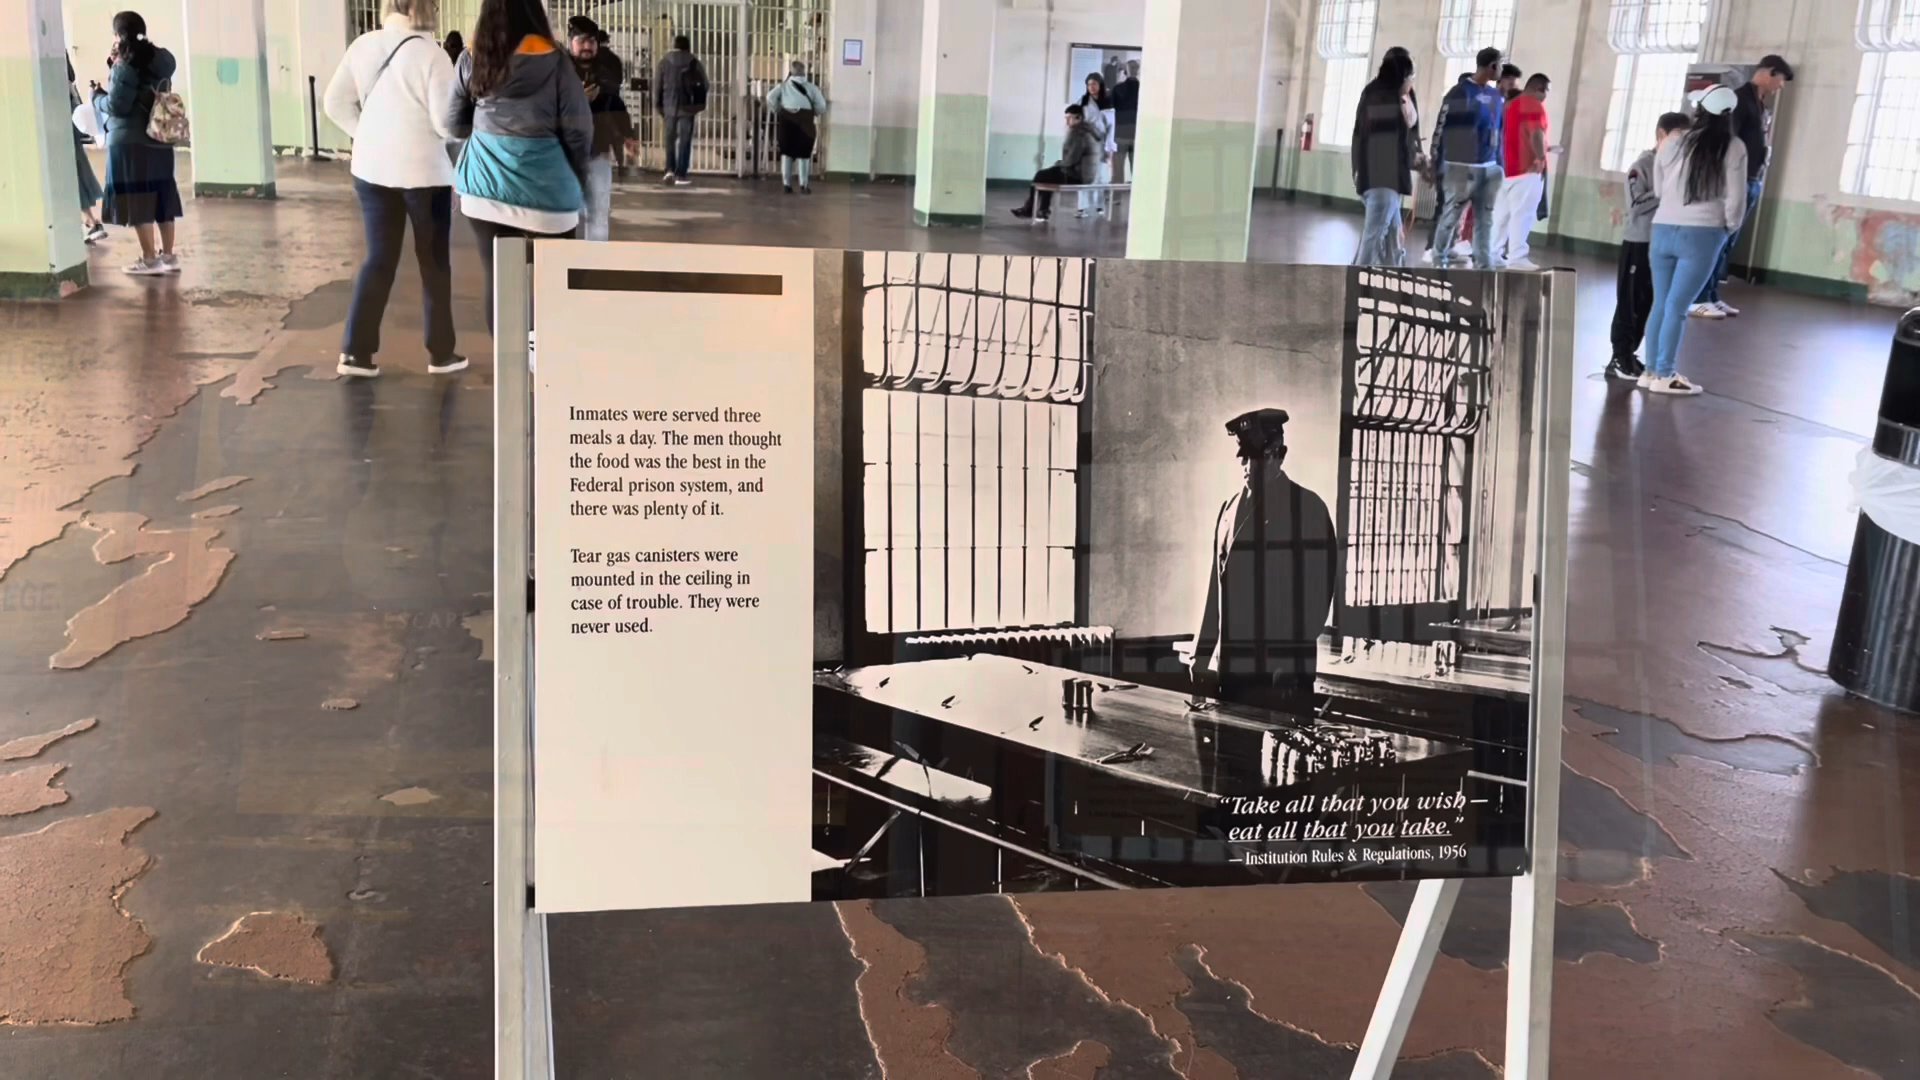 Inmates were served three
meals a day. The men thought
the food was the best in the
Federal prison system, and
there was plenty of it.
Tear gas canisters were
mounted in the ceiling in
case of trouble. They were
never used.
“Take all that you wish—
eat all that you take.”
— Institution Rules & Regulations, 1956